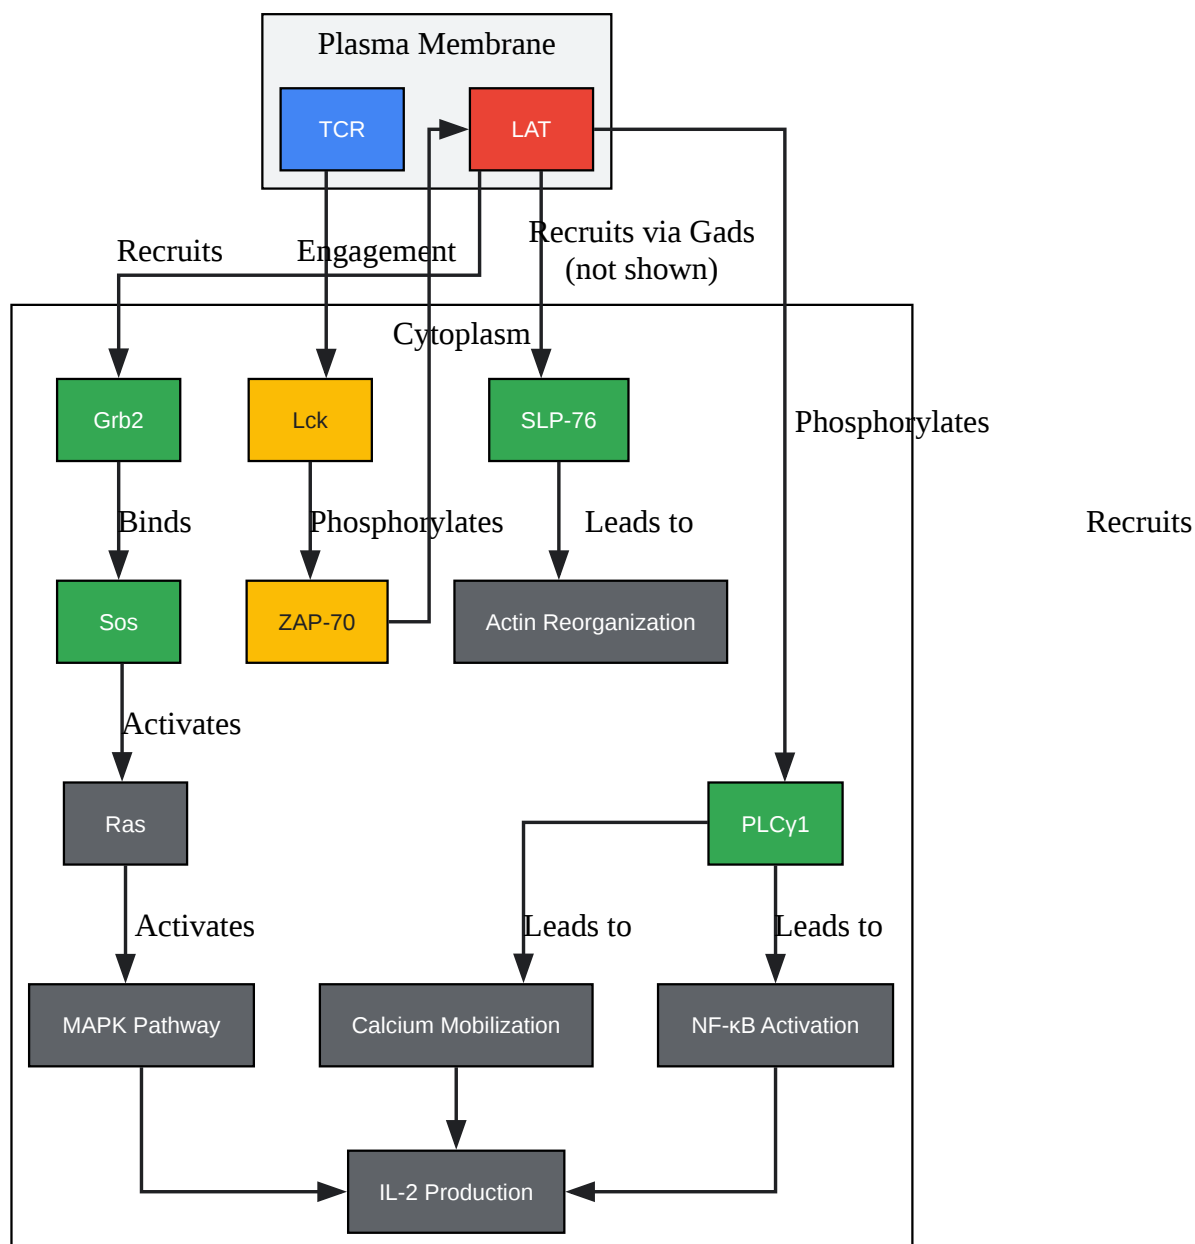 Plasma Membrane
TCR
LAT
Recruits
Engagement
Recruits via Gads
(not shown)
Cytoplasm
Grb2
Lck
SLP-76
Phosphorylates
Binds
Phosphorylates
Leads to
Recruits
Sos
ZAP-70
Actin Reorganization
Activates
Ras
PLCγ1
Activates
Leads to
Leads to
MAPK Pathway
Calcium Mobilization
NF-κB Activation
IL-2 Production